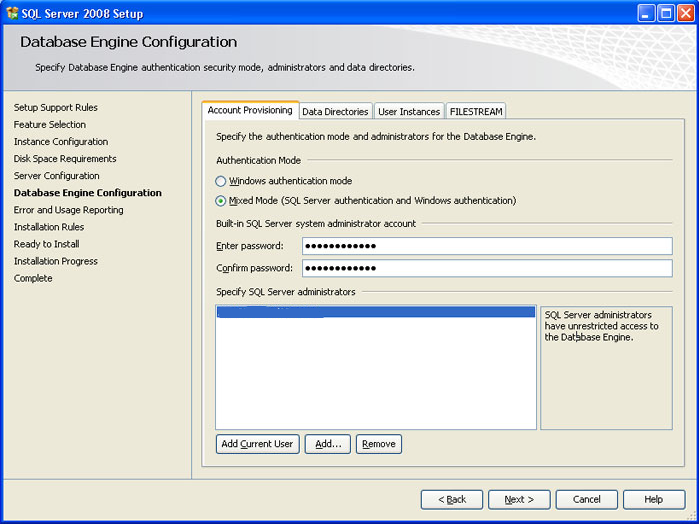 SQL Server 2008 Setup
Database Engine Configuration
Specify Database Engine authentication security mode, administrators and data directories.
Setup Support Rules
Feature Selection
Instance Configuration
Disk Space Requirements
Server Configuration
Database Engine Configuration
Error and Usage Reporting
Installation Rules
Ready to Install
Installation Progress
Complete
Account Provisioning Data Directories User Instances FILESTREAM
Specify the authentication mode and administrators for the Database Engine.
Authentication Mode
Windows authentication mode
Mixed Mode (SQL Server authentication and Windows authentication)
Built-in SQL Server system administrator account
Enter password: ●●●●●●●●●●●●
Confirm password: ●●●●●●●●●●●●
Specify SQL Server administrators
SQL Server administrators
have unrestricted access to
the Database Engine.
Add Current User Add... Remove
< Back Next > Cancel Help